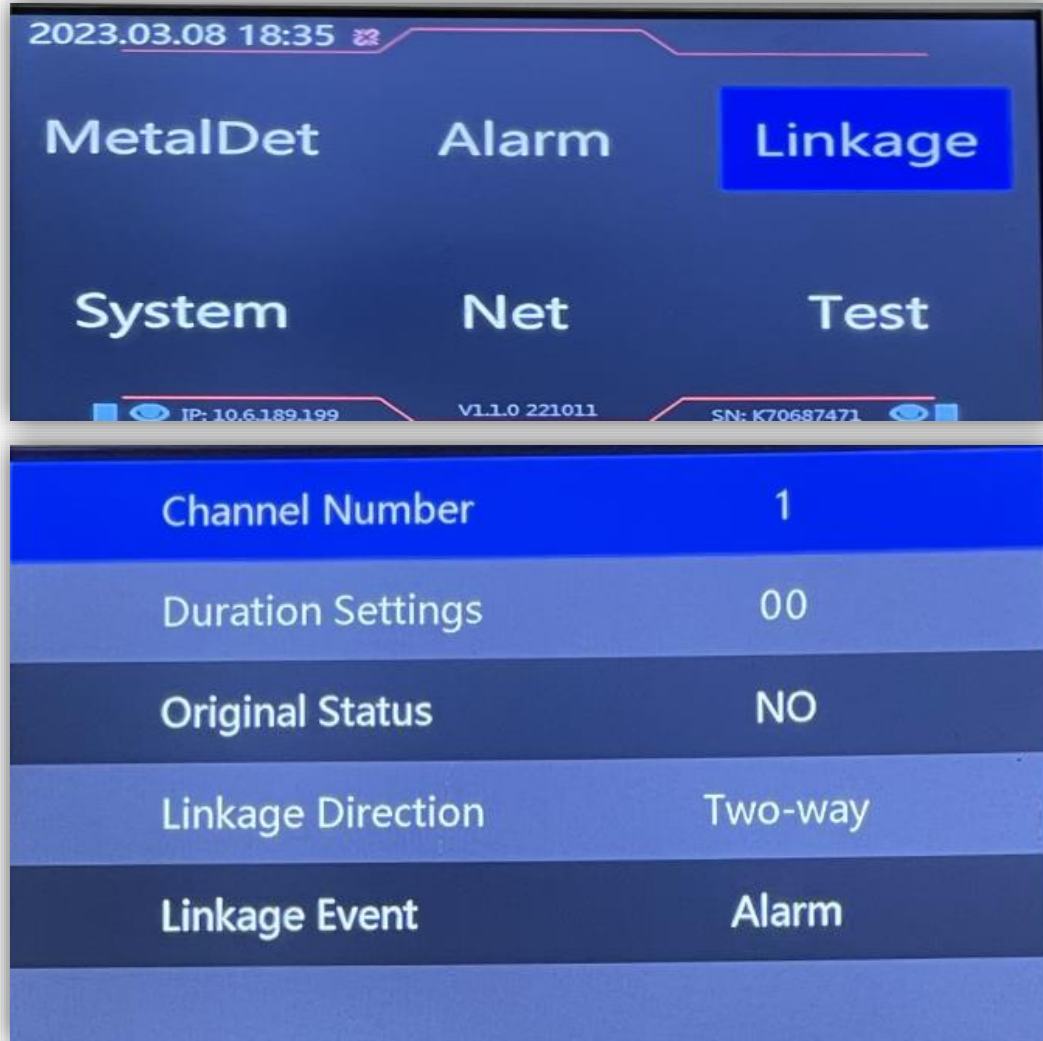 2023.03.08 18:35
MetalDet Alarm Linkage
System Net Test
IP: 10.6.189.199 V1.1.0 221011 SN: K70687471
Channel Number 1
Duration Settings 00
Original Status NO
Linkage Direction Two-way
Linkage Event Alarm